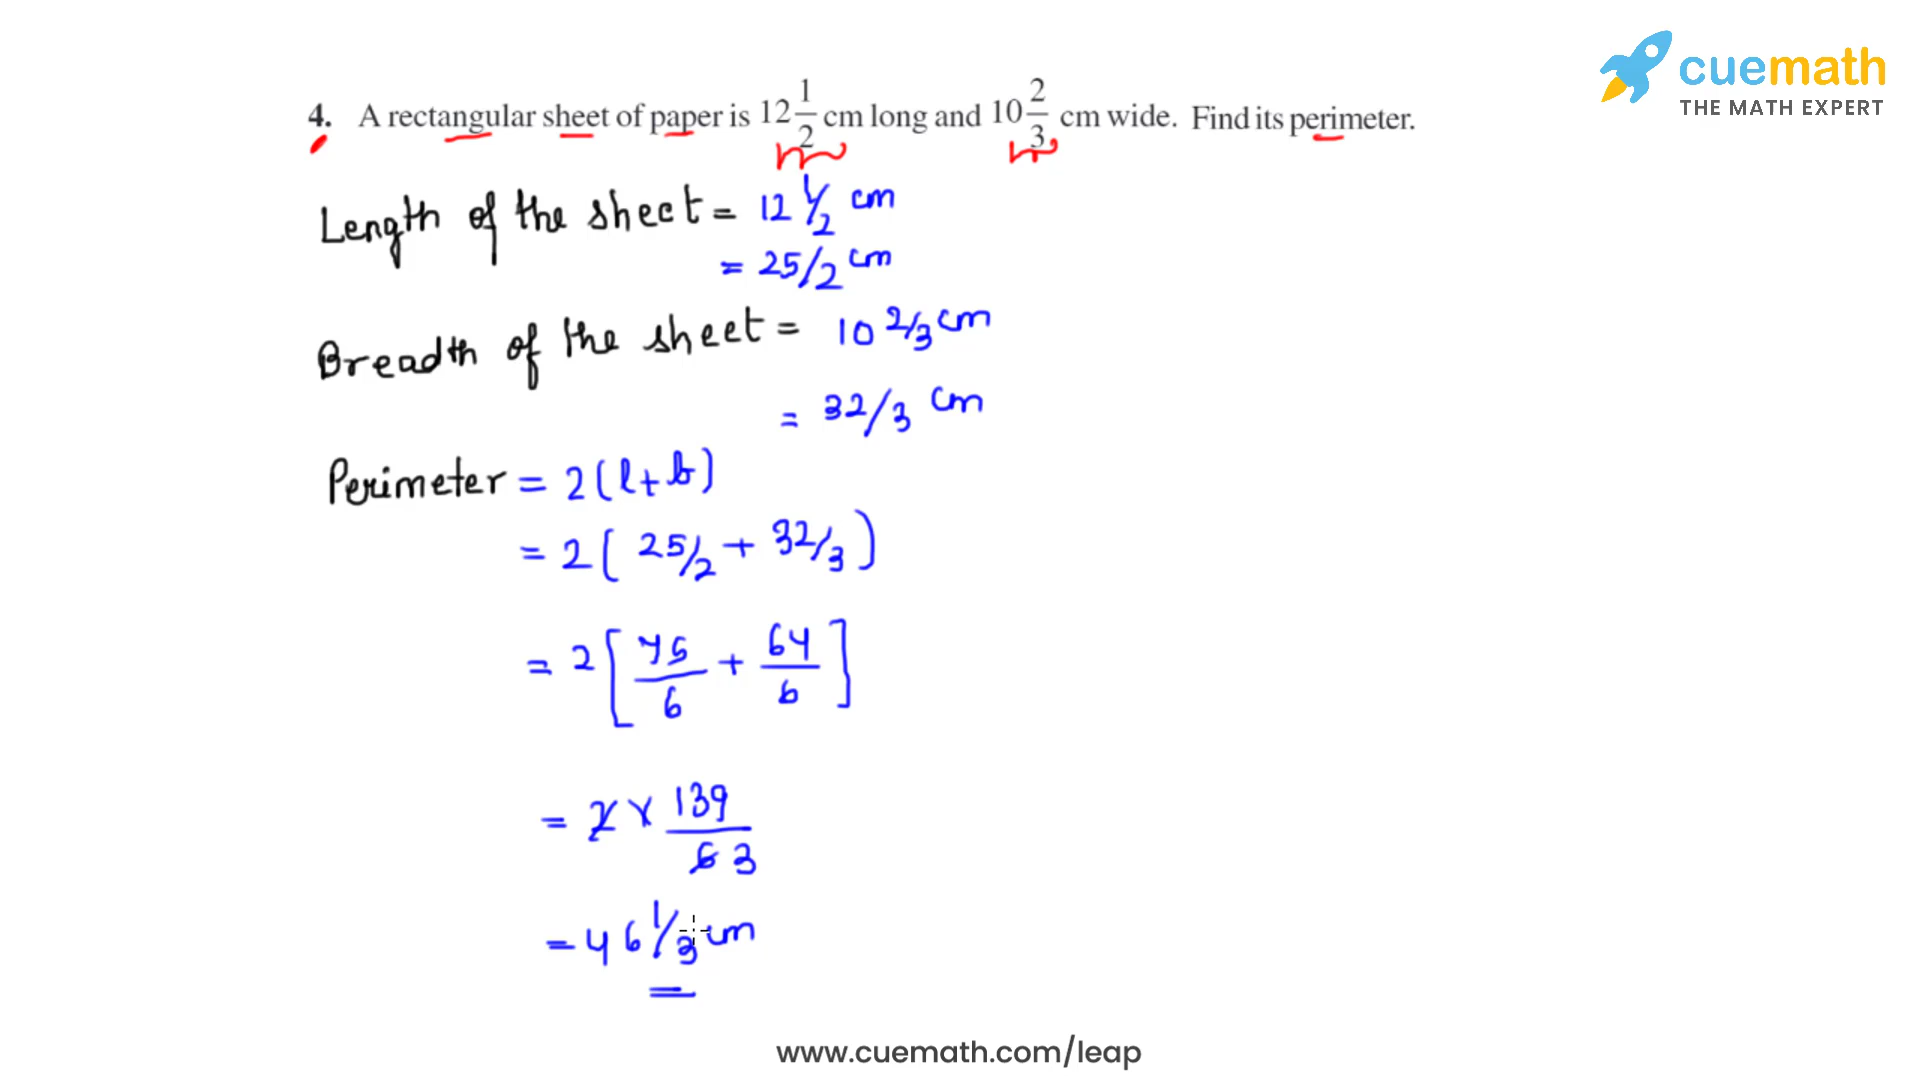 cuemath
THE MATH EXPERT
4. A rectangular sheet of paper is 12 1/2 cm long and 10 2/3 cm wide. Find its perimeter.
Length of the sheet = 12 1/2 cm
= 25/2 cm
Breadth of the sheet = 10 2/3 cm
= 32/3 cm
Perimeter = 2(l+b)
= 2( 25/2 + 32/3 )
= 2 [ 75/6 + 64/6 ]
= 2 x 139/6 3
= 46 1/3 cm
www.cuemath.com/leap